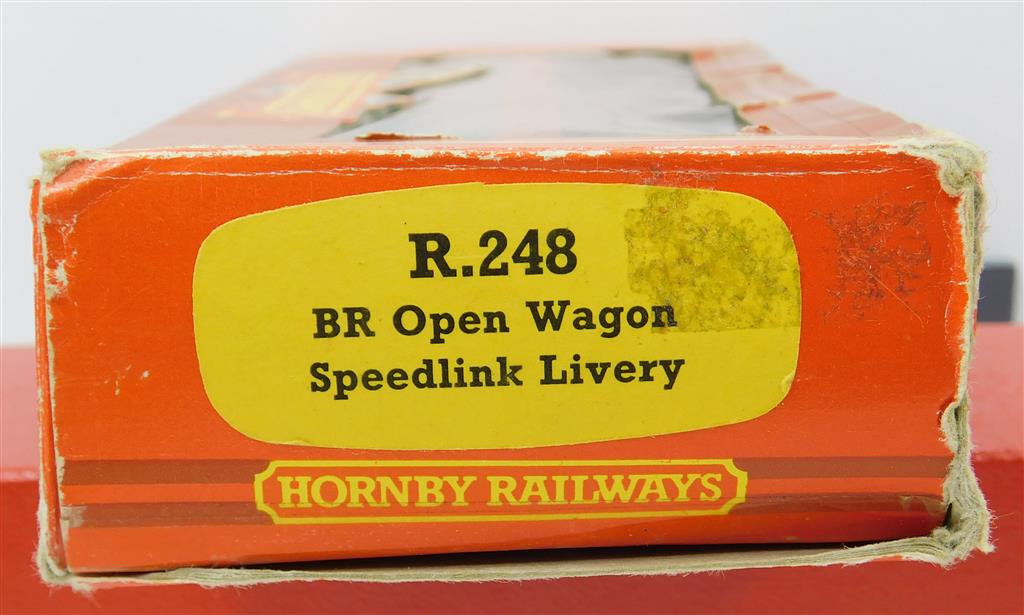 R.248
BR Open Wagon
Speedlink Livery
HORNBY RAILWAYS